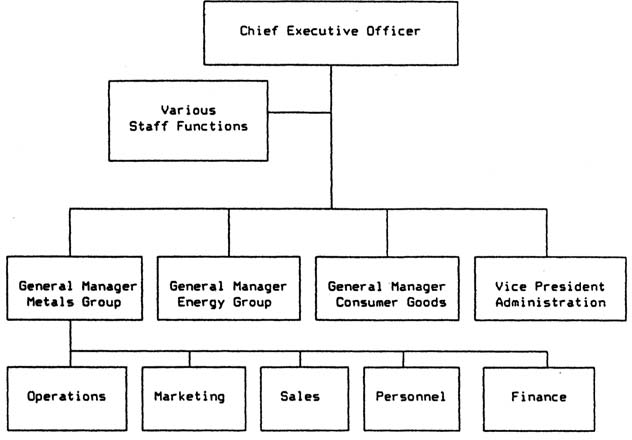 Chief Executive Officer
Various
Staff Functions
General Manager
Metals Group
General Manager
Energy Group
General Manager
Consumer Goods
Vice President
Administration
Operations
Marketing
Sales
Personnel
Finance